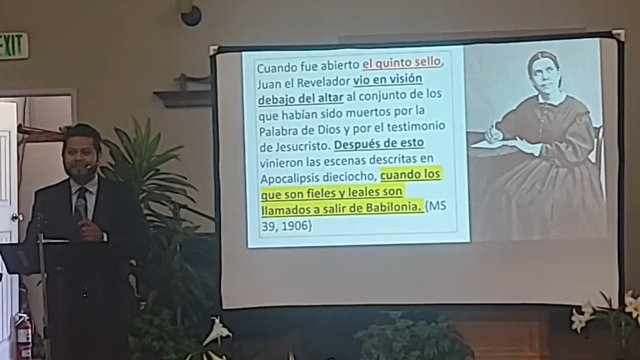 EXIT
Cuando fue abierto el quinto sello,
Juan el Revelador vio en visión
debajo del altar al conjunto de los
que habían sido muertos por la
Palabra de Dios y por el testimonio
de Jesucristo. Después de esto
vinieron las escenas descritas en
Apocalipsis dieciocho, cuando los
que son fieles y leales son
llamados a salir de Babilonia. {MS
39, 1906}